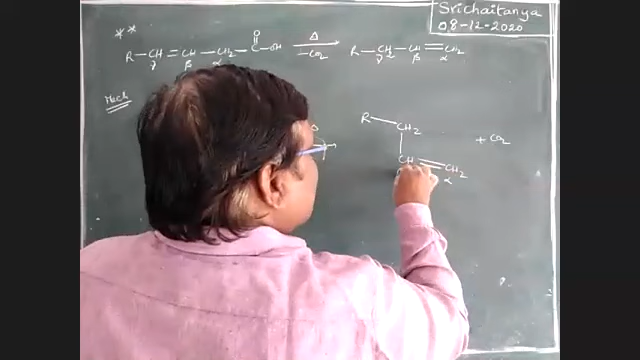 Srichaitanya
08-12-2020
**
O
R-CH=CH-CH2-C-OH Δ R-CH2-CH=CH2
-CO2
γ β α γ β α
Mech
R
CH2 + CO2
CH CH2
α